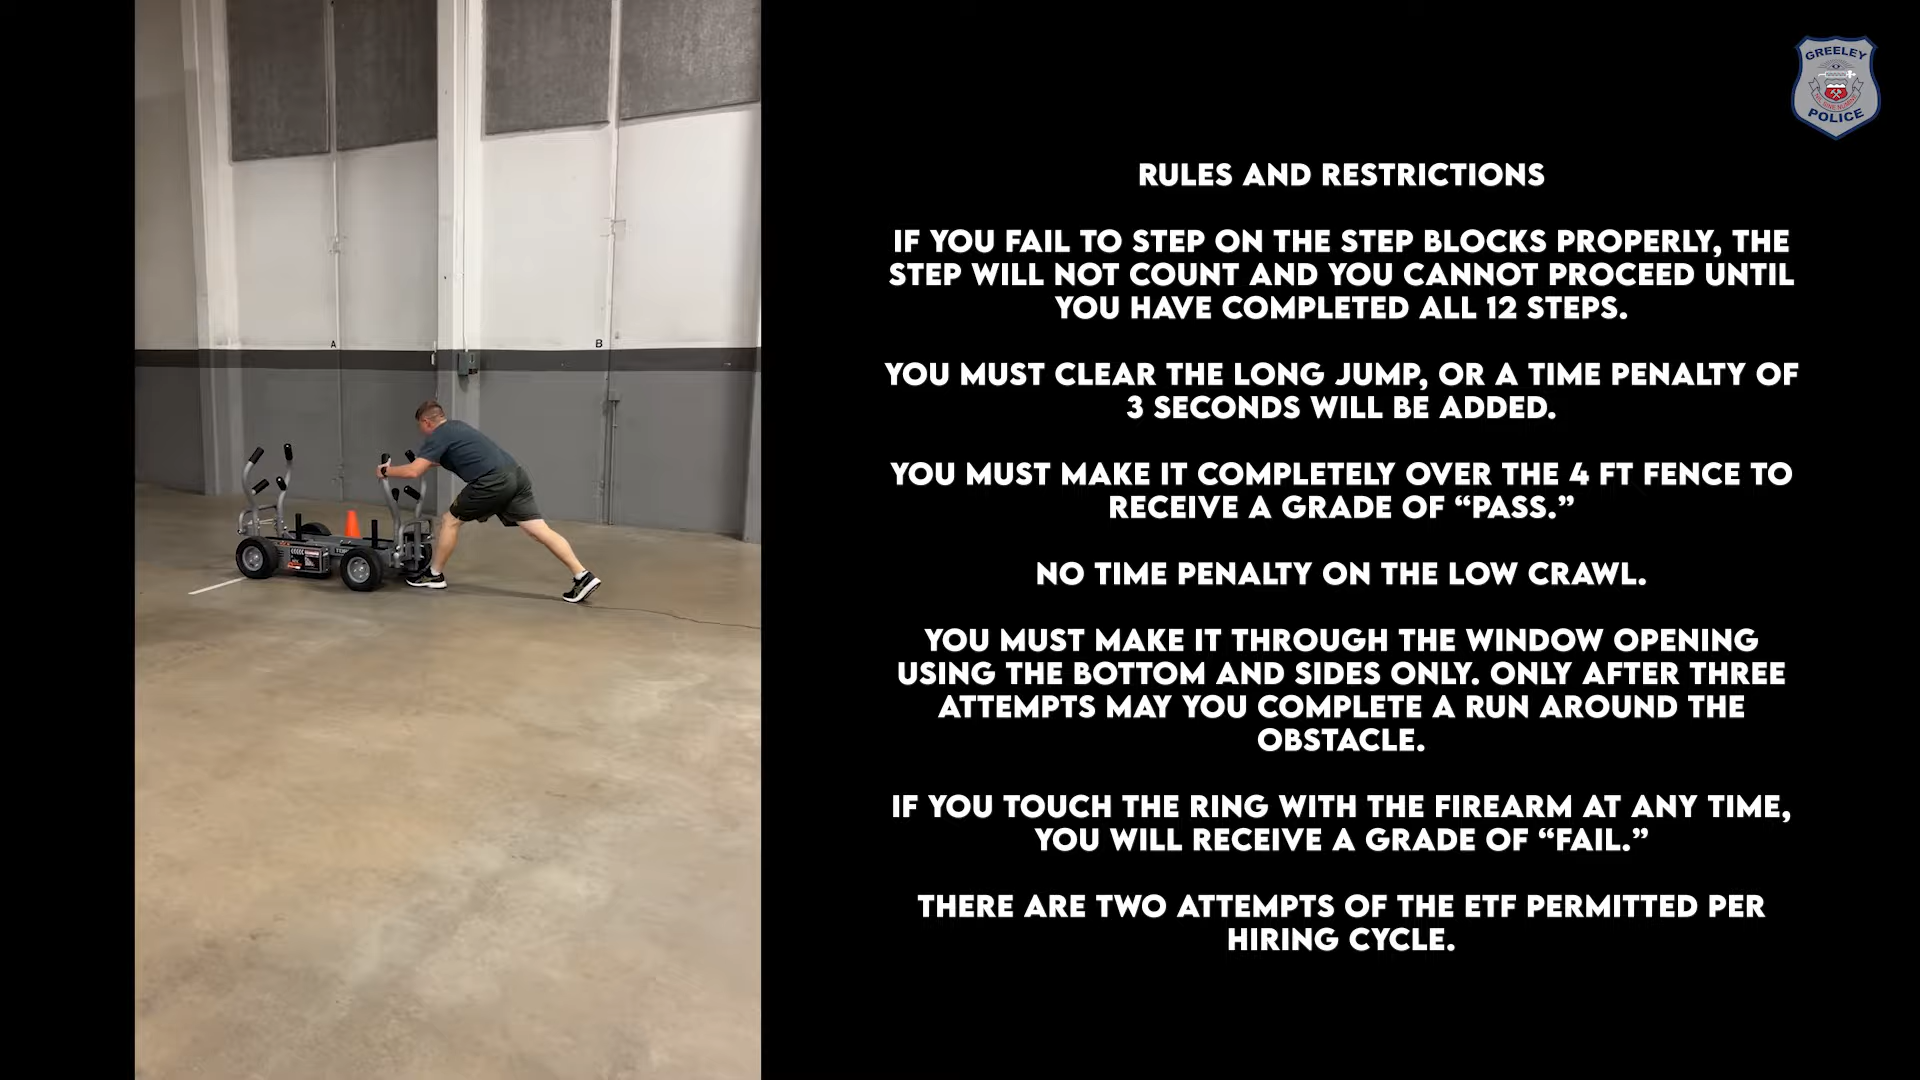 GREELEY
POLICE
RULES AND RESTRICTIONS
IF YOU FAIL TO STEP ON THE STEP BLOCKS PROPERLY, THE
STEP WILL NOT COUNT AND YOU CANNOT PROCEED UNTIL
YOU HAVE COMPLETED ALL 12 STEPS.
YOU MUST CLEAR THE LONG JUMP, OR A TIME PENALTY OF
3 SECONDS WILL BE ADDED.
YOU MUST MAKE IT COMPLETELY OVER THE 4 FT FENCE TO
RECEIVE A GRADE OF “PASS.”
NO TIME PENALTY ON THE LOW CRAWL.
YOU MUST MAKE IT THROUGH THE WINDOW OPENING
USING THE BOTTOM AND SIDES ONLY. ONLY AFTER THREE
ATTEMPTS MAY YOU COMPLETE A RUN AROUND THE
OBSTACLE.
IF YOU TOUCH THE RING WITH THE FIREARM AT ANY TIME,
YOU WILL RECEIVE A GRADE OF “FAIL.”
THERE ARE TWO ATTEMPTS OF THE ETF PERMITTED PER
HIRING CYCLE.
A
B